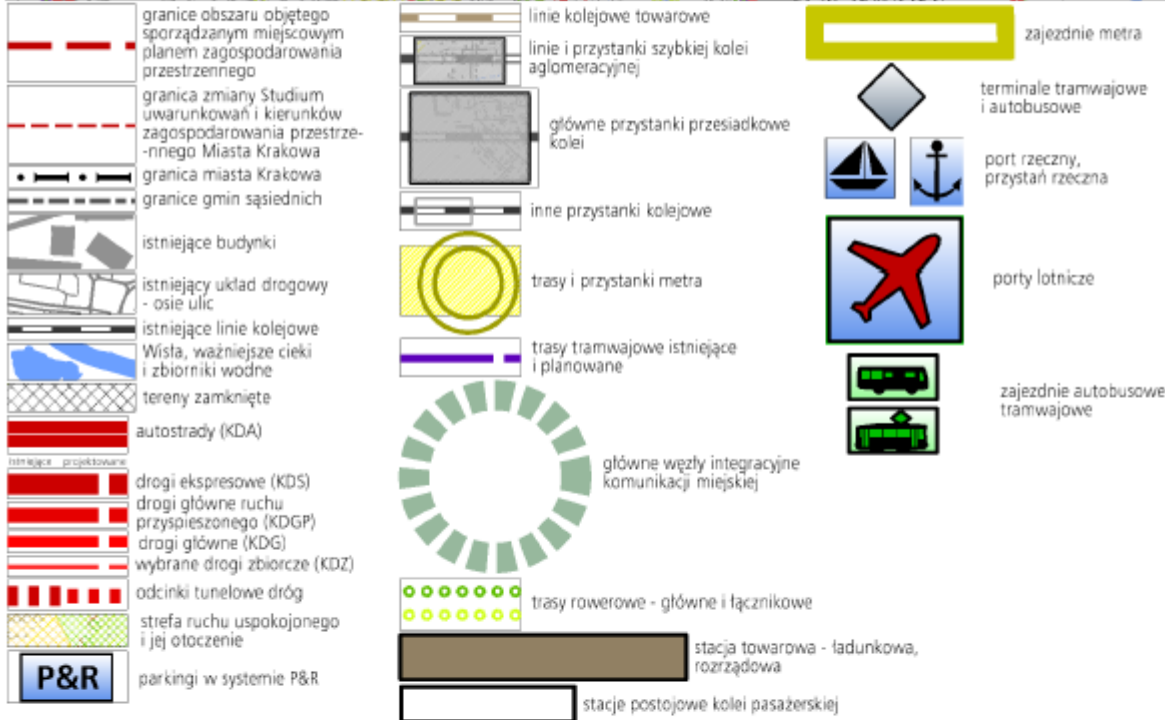 granice obszaru objętego
sporządzanym miejscowym
planem zagospodarowania
przestrzennego
granica zmiany Studium
uwarunkowań i kierunków
zagospodarowania przestrze-
-nnego Miasta Krakowa
granica miasta Krakowa
granice gmin sąsiednich
istniejące budynki
istniejący układ drogowy
- osie ulic
istniejące linie kolejowe
Wisła, ważniejsze cieki
i zbiorniki wodne
tereny zamknięte
autostrady (KDA)
istniejące projektowane
drogi ekspresowe (KDS)
drogi główne ruchu
przyspieszonego (KDGP)
drogi główne (KDG)
wybrane drogi zbiorcze (KDZ)
odcinki tunelowe dróg
strefa ruchu uspokojonego
i jej otoczenie
P&R
parkingi w systemie P&R
linie kolejowe towarowe
linie i przystanki szybkiej kolei
aglomeracyjnej
główne przystanki przesiadkowe
kolei
inne przystanki kolejowe
trasy i przystanki metra
trasy tramwajowe istniejące
i planowane
główne węzły integracyjne
komunikacji miejskiej
trasy rowerowe - główne i łącznikowe
stacja towarowa - ładunkowa,
rozrządowa
stacje postojowe kolei pasażerskiej
zajezdnie metra
terminale tramwajowe
i autobusowe
port rzeczny,
przystań rzeczna
porty lotnicze
zajezdnie autobusowe
tramwajowe